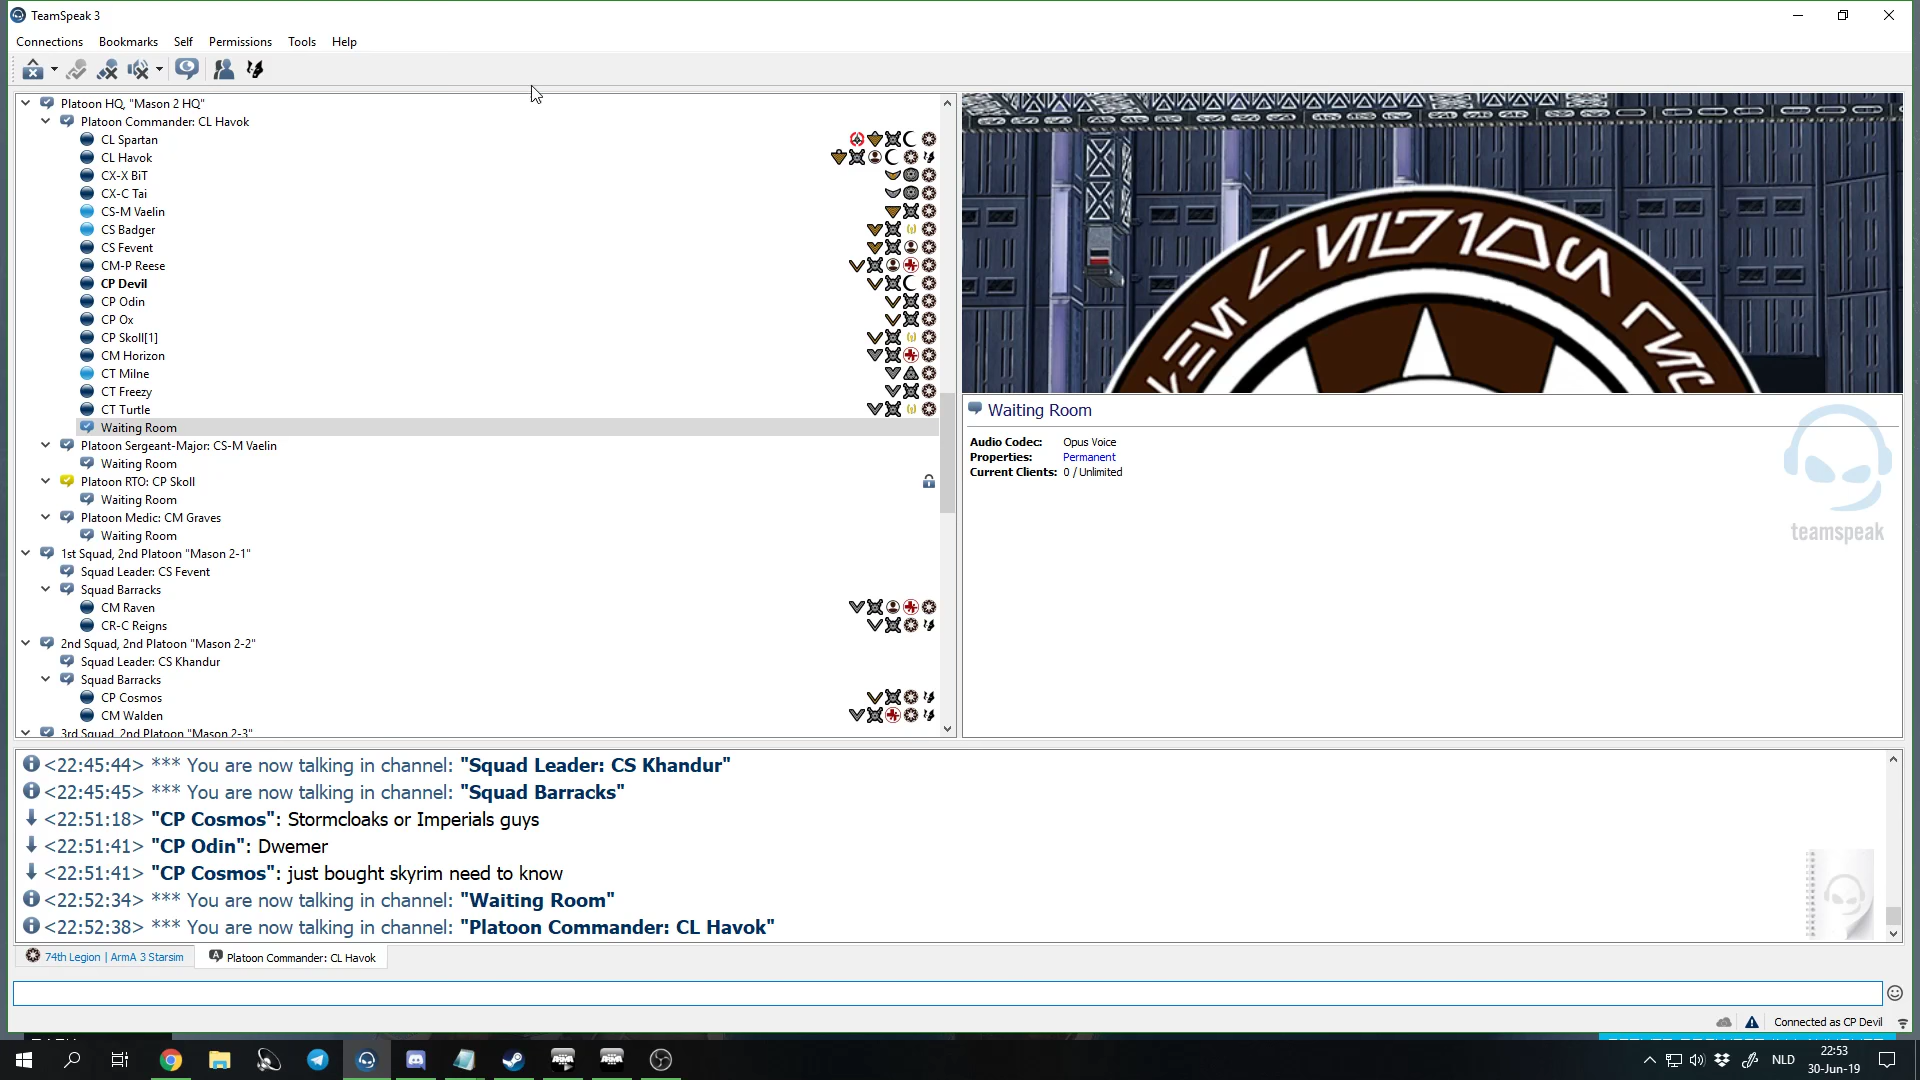 TeamSpeak 3
Connections Bookmarks Self Permissions Tools Help
Platoon HQ, "Mason 2 HQ"
Platoon Commander: CL Havok
CL Spartan
CL Havok
CX-X BiT
CX-C Tai
CS-M Vaelin
CS Badger
CS Fevent
CM-P Reese
CP Devil
CP Odin
CP Ox
CP Skoll[1]
CM Horizon
CT Milne
CT Freezy
CT Turtle
Waiting Room
Platoon Sergeant-Major: CS-M Vaelin
Waiting Room
Platoon RTO: CP Skoll
Waiting Room
Platoon Medic: CM Graves
Waiting Room
1st Squad, 2nd Platoon "Mason 2-1"
Squad Leader: CS Fevent
Squad Barracks
CM Raven
CR-C Reigns
2nd Squad, 2nd Platoon "Mason 2-2"
Squad Leader: CS Khandur
Squad Barracks
CP Cosmos
CM Walden
3rd Squad, 2nd Platoon "Mason 2-3"
Waiting Room
Audio Codec: Opus Voice
Properties: Permanent
Current Clients: 0 / Unlimited
teamspeak
<22:45:44> *** You are now talking in channel: "Squad Leader: CS Khandur"
<22:45:45> *** You are now talking in channel: "Squad Barracks"
<22:51:18> "CP Cosmos": Stormcloaks or Imperials guys
<22:51:41> "CP Odin": Dwemer
<22:51:41> "CP Cosmos": just bought skyrim need to know
<22:52:34> *** You are now talking in channel: "Waiting Room"
<22:52:38> *** You are now talking in channel: "Platoon Commander: CL Havok"
74th Legion | ArmA 3 Starsim Platoon Commander: CL Havok
Connected as CP Devil
NLD
22:53
30-Jun-19